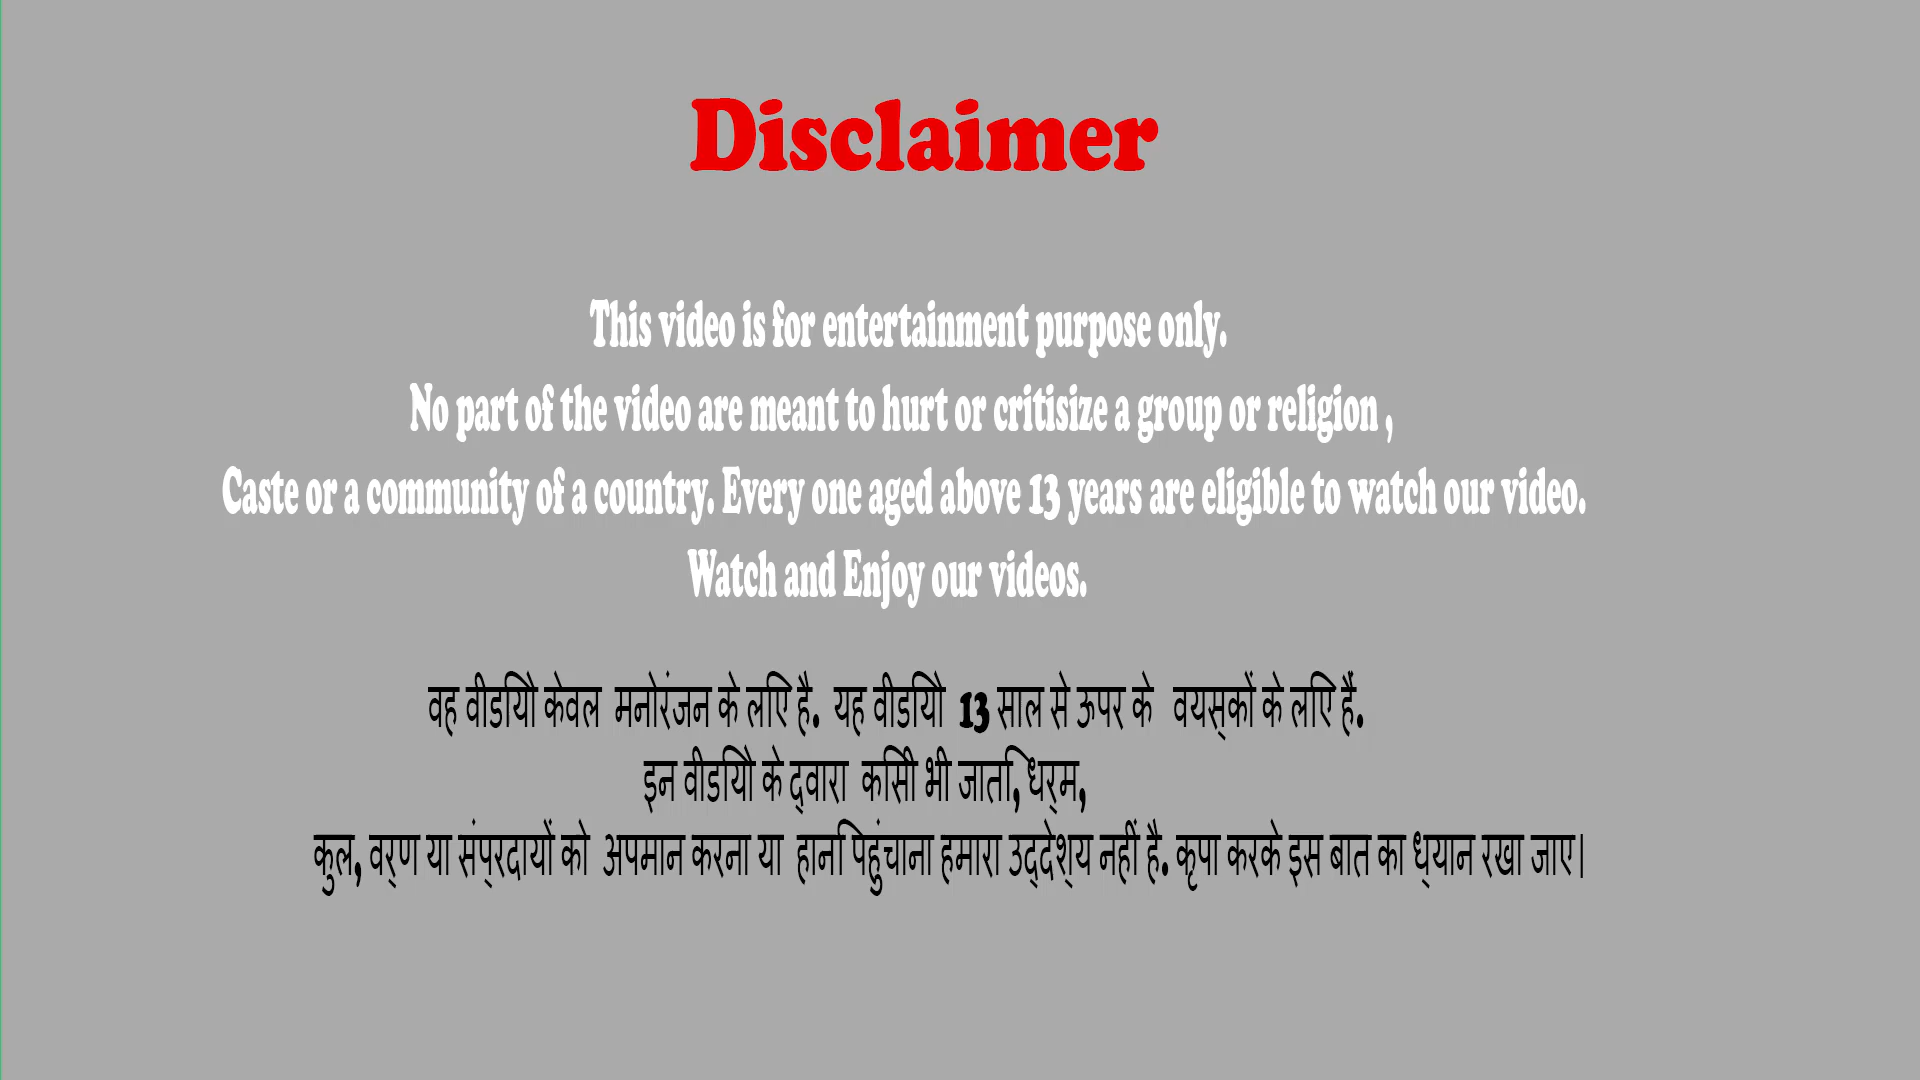 Disclaimer
This video is for entertainment purpose only.
No part of the video are meant to hurt or critisize a group or religion ,
Caste or a community of a country. Every one aged above 13 years are eligible to watch our video.
Watch and Enjoy our videos.
वह वीडियो केवल मनोरंजन के लिए है. यह वीडियो 13 साल से ऊपर के वयस्कों के लिए हैं.
इन वीडियो के द्वारा किसी भी जाति, धर्म,
कुल, वर्ण या संप्रदायों को अपमान करना या हानि पहुंचाना हमारा उद्देश्य नहीं है. कृपा करके इस बात का ध्यान रखा जाए।